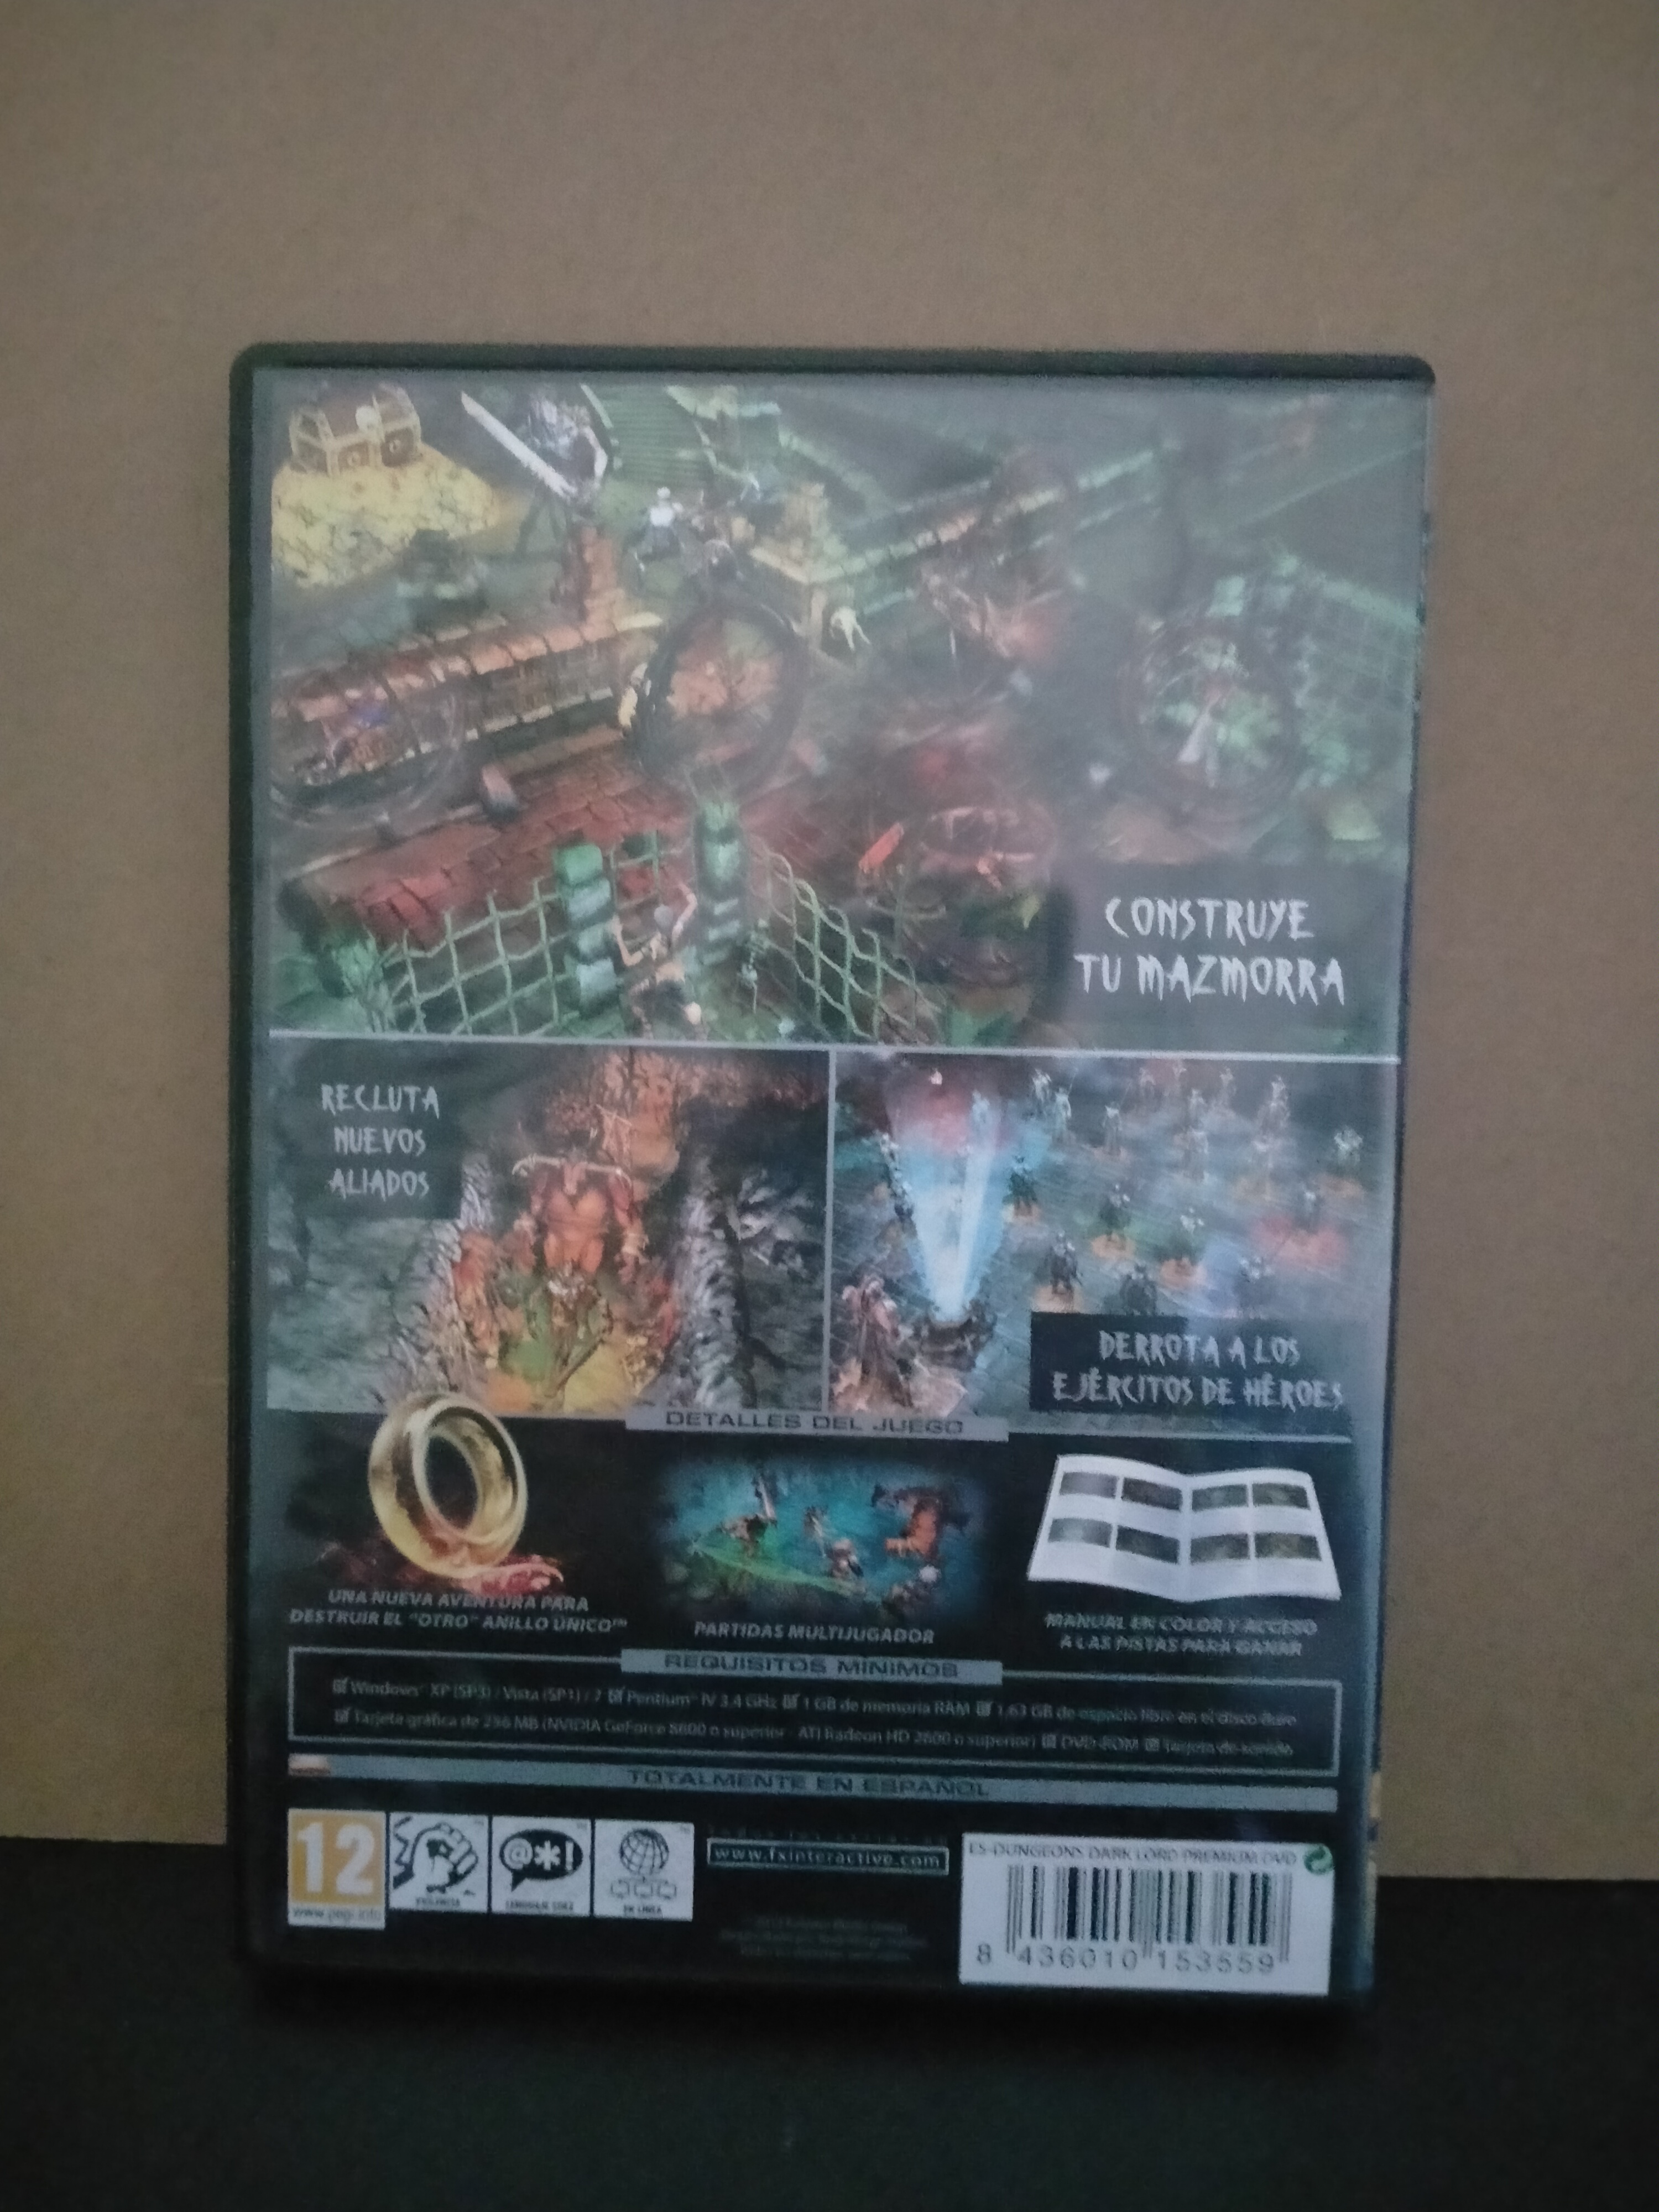 CONSTRUYE
TU MAZMORRA
RECLUTA
NUEVOS
ALIADOS
DERROTA A LOS
EJÉRCITOS DE HÉROES
DETALLES DEL JUEGO
UNA NUEVA AVENTURA PARA
DESTRUIR EL "OTRO" ANILLO ÚNICO™
PARTIDAS MULTIJUGADOR
MANUAL EN COLOR Y ACCESO
A LAS PISTAS PARA GANAR
REQUISITOS MÍNIMOS
Windows® XP (SP3) / Vista (SP1) / 7 Pentium® IV 3.4 GHz 1 GB de memoria RAM 1.63 GB de espacio libre en el disco duro
Tarjeta gráfica de 256 MB (NVIDIA GeForce 8600 o superior - ATI Radeon HD 2600 o superior) DVD-ROM Tarjeta de sonido
TOTALMENTE EN ESPAÑOL
12
www.pegi.info
VIOLENCIA
@*!
LENGUAJE SOEZ
EN LÍNEA
www.fxinteractive.com
ES-DUNGEONS DARK LORD PREMIUM DVD
8 436010 153559